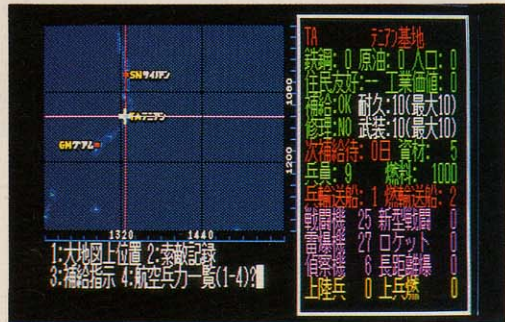 SNサイパン
TAテニアン
GMグアム
1080
1200
1320 1440
1:大地図上位置 2:索敵記録
3:補給指示 4:航空兵力一覧(1-4)?
TA テニアン基地
鉄鋼: 0 原油: 0 人口: 0
住民友好:-- 工業価値: 0
補給:OK 耐久:10(最大10)
修理:NO 武装:10(最大10)
次補給待: 0日 資材: 5
兵員: 9 燃料: 1000
兵輸送船: 1 燃輸送船: 2
戦闘機 25 新型戦闘 0
雷爆機 27 ロケット 0
偵察機 6 長距離爆 0
上陸兵 0 上兵燃 0